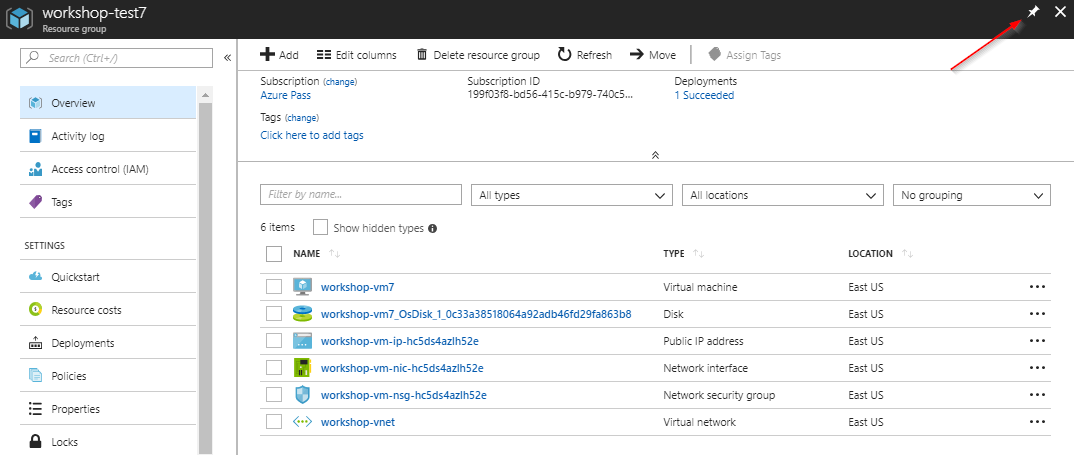 workshop-test7
Resource group
Search (Ctrl+/)
Overview
Activity log
Access control (IAM)
Tags
SETTINGS
Quickstart
Resource costs
Deployments
Policies
Properties
Locks
Add Edit columns Delete resource group Refresh Move Assign Tags
Subscription (change) Subscription ID Deployments
Azure Pass 199f03f8-bd56-415c-b979-740c5... 1 Succeeded
Tags (change)
Click here to add tags
Filter by name... All types All locations No grouping
6 items Show hidden types
NAME TYPE LOCATION
workshop-vm7 Virtual machine East US
workshop-vm7_OsDisk_1_0c33a38518064a92adb46fd29fa863b8 Disk East US
workshop-vm-ip-hc5ds4azlh52e Public IP address East US
workshop-vm-nic-hc5ds4azlh52e Network interface East US
workshop-vm-nsg-hc5ds4azlh52e Network security group East US
workshop-vnet Virtual network East US